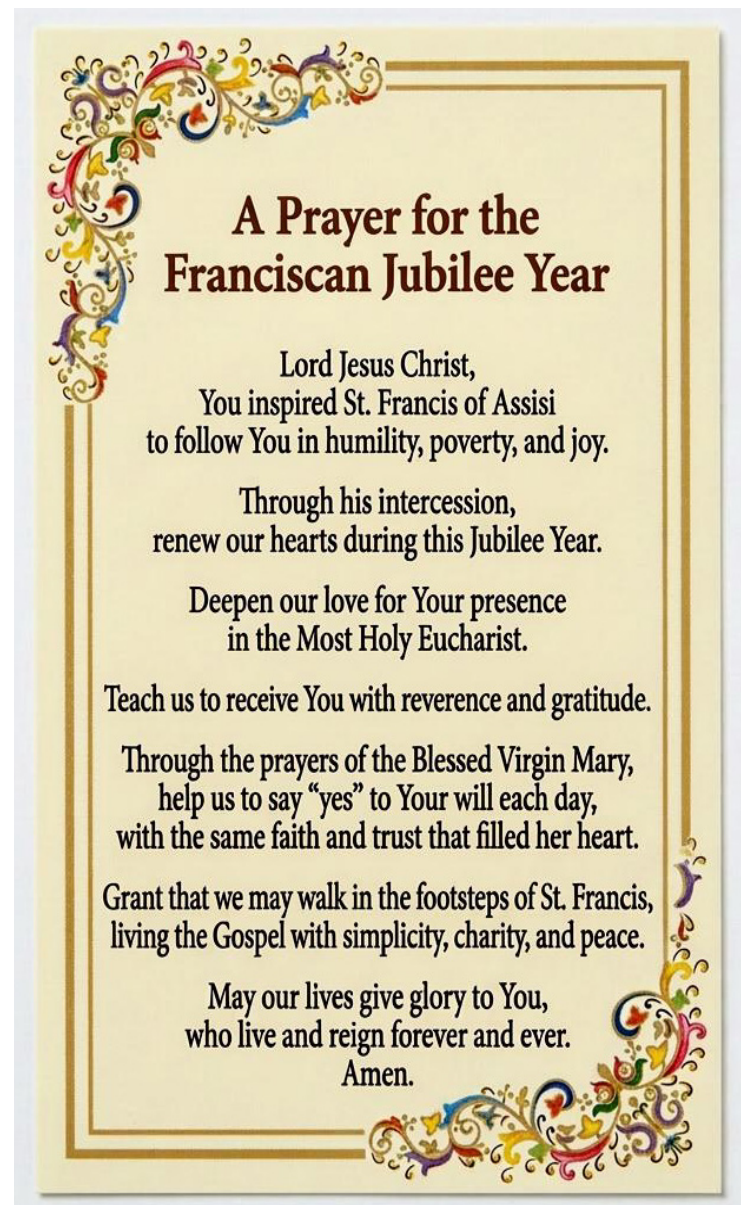 A Prayer for the
Franciscan Jubilee Year
Lord Jesus Christ,
You inspired St. Francis of Assisi
to follow You in humility, poverty, and joy.
Through his intercession,
renew our hearts during this Jubilee Year.
Deepen our love for Your presence
in the Most Holy Eucharist.
Teach us to receive You with reverence and gratitude.
Through the prayers of the Blessed Virgin Mary,
help us to say “yes” to Your will each day,
with the same faith and trust that filled her heart.
Grant that we may walk in the footsteps of St. Francis,
living the Gospel with simplicity, charity, and peace.
May our lives give glory to You,
who live and reign forever and ever.
Amen.